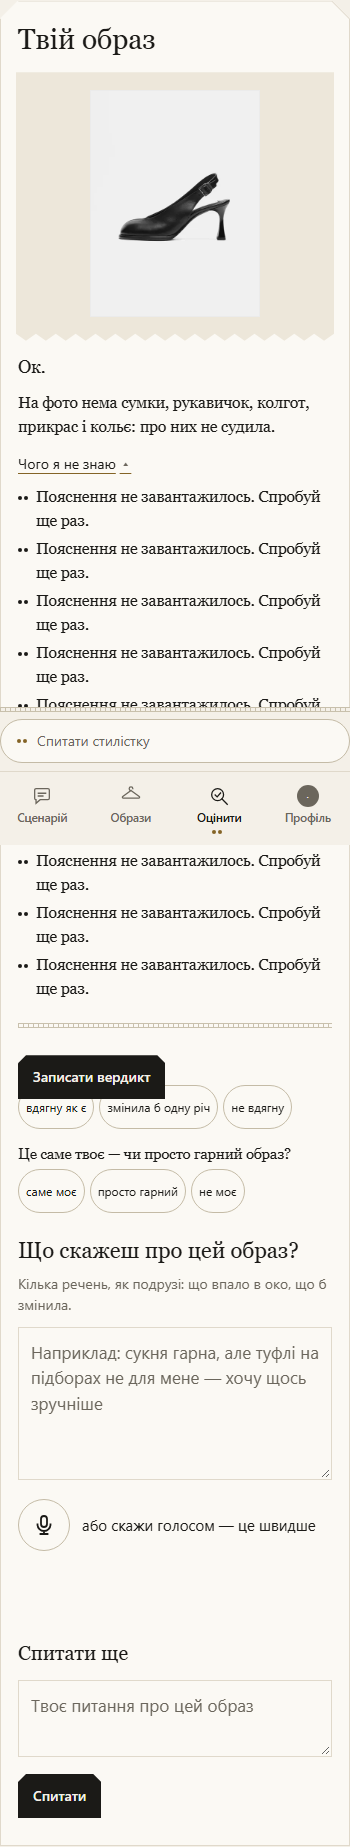 Твій образ
Ок.
На фото нема сумки, рукавичок, колгот,
прикрас і кольє: про них не судила.
Чого я не знаю
Пояснення не завантажилось. Спробуй
ще раз.
Пояснення не завантажилось. Спробуй
ще раз.
Пояснення не завантажилось. Спробуй
ще раз.
Пояснення не завантажилось. Спробуй
ще раз.
Пояснення не завантажилось. Спробуй
Спитати стилістку
Сценарій Образи Оцінити Профіль
Пояснення не завантажилось. Спробуй
ще раз.
Пояснення не завантажилось. Спробуй
ще раз.
Пояснення не завантажилось. Спробуй
ще раз.
Записати вердикт
вдягну як є змінила б одну річ не вдягну
Це саме твоє — чи просто гарний образ?
саме моє просто гарний не моє
Що скажеш про цей образ?
Кілька речень, як подрузі: що впало в око, що б
змінила.
Наприклад: сукня гарна, але туфлі на
підборах не для мене — хочу щось
зручніше
або скажи голосом — це швидше
Спитати ще
Твоє питання про цей образ
Спитати